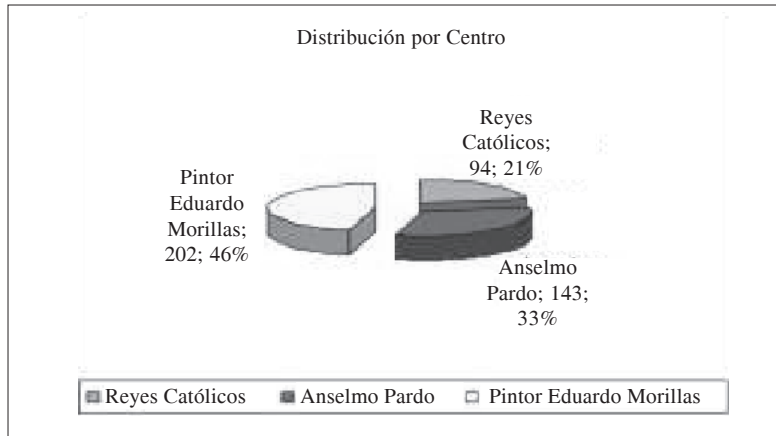 Distribución por Centro
Reyes
Católicos;
94; 21%
Pintor
Eduardo
Morillas;
202; 46%
Anselmo
Pardo; 143;
33%
Reyes Católicos
Anselmo Pardo
Pintor Eduardo Morillas